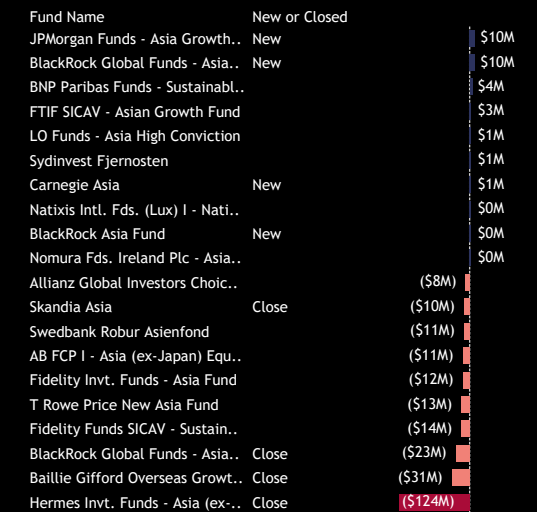 Fund Name New or Closed
JPMorgan Funds - Asia Growth.. New $10M
BlackRock Global Funds - Asia.. New $10M
BNP Paribas Funds - Sustainabl.. $4M
FTIF SICAV - Asian Growth Fund $3M
LO Funds - Asia High Conviction $1M
Sydinvest Fjernosten $1M
Carnegie Asia New $1M
Natixis Intl. Fds. (Lux) I - Nati.. $0M
BlackRock Asia Fund New $0M
Nomura Fds. Ireland Plc - Asia.. $0M
Allianz Global Investors Choic.. ($8M)
Skandia Asia Close ($10M)
Swedbank Robur Asienfond ($11M)
AB FCP I - Asia (ex-Japan) Equ.. ($11M)
Fidelity Invt. Funds - Asia Fund ($12M)
T Rowe Price New Asia Fund ($13M)
Fidelity Funds SICAV - Sustain.. ($14M)
BlackRock Global Funds - Asia.. Close ($23M)
Baillie Gifford Overseas Growt.. Close ($31M)
Hermes Invt. Funds - Asia (ex-.. Close ($124M)